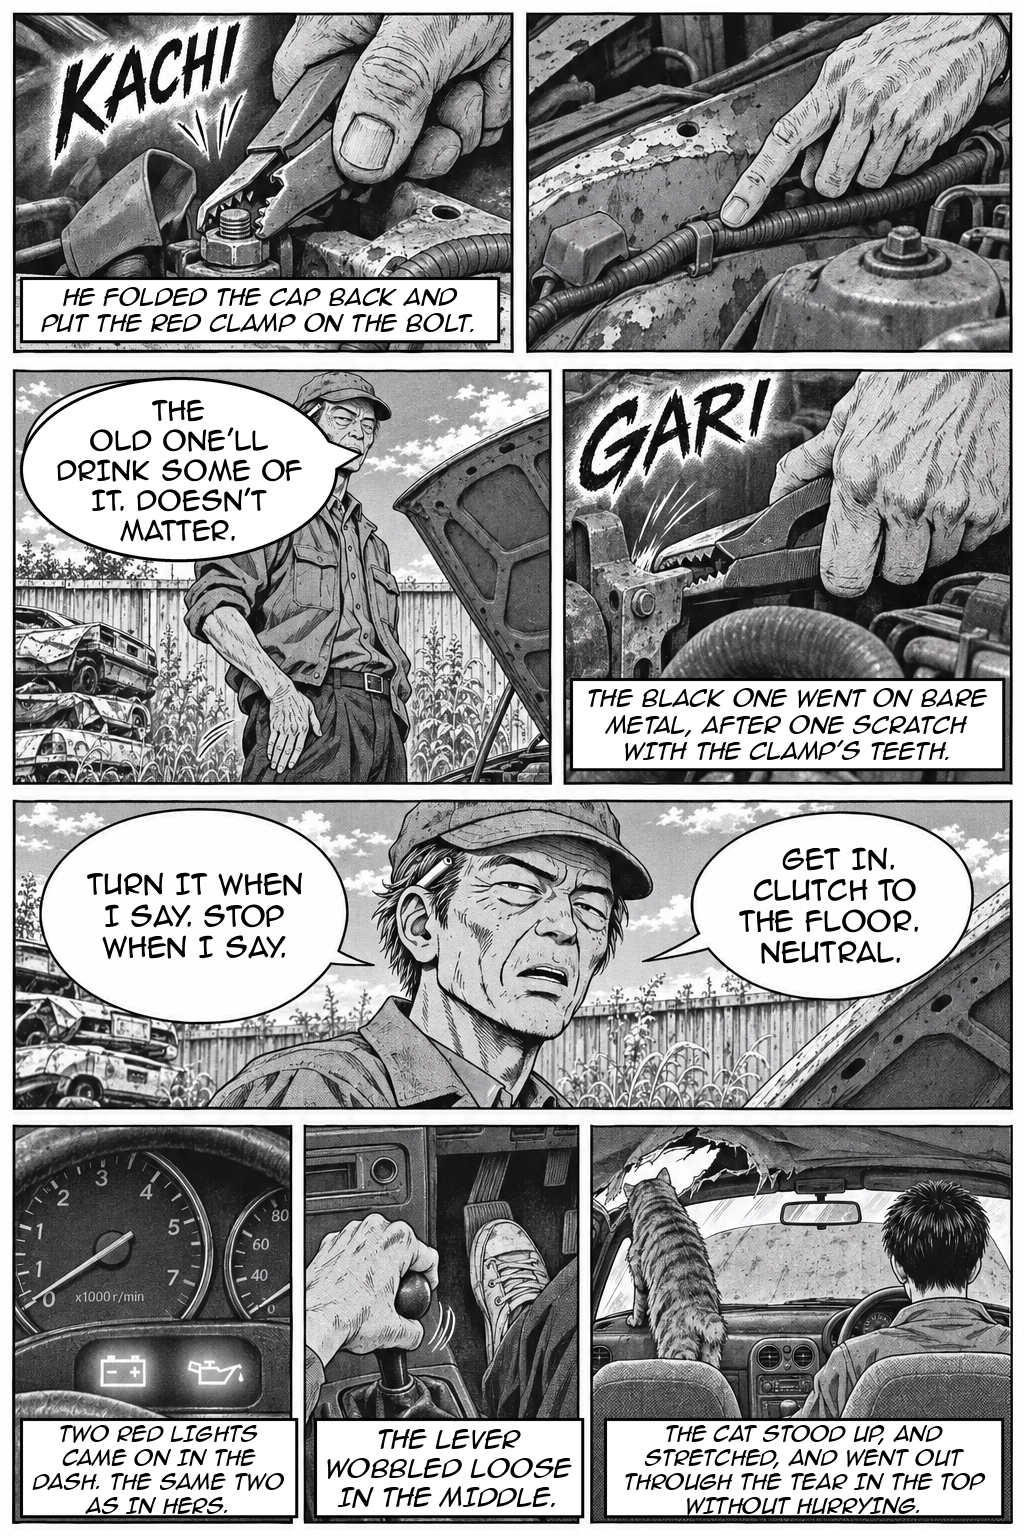 KACHI
HE FOLDED THE CAP BACK AND
PUT THE RED CLAMP ON THE BOLT.
THE
OLD ONE'LL
DRINK SOME OF
IT. DOESN'T
MATTER.
GARI
THE BLACK ONE WENT ON BARE
METAL, AFTER ONE SCRATCH
WITH THE CLAMP'S TEETH.
TURN IT WHEN
I SAY. STOP
WHEN I SAY.
GET IN.
CLUTCH TO
THE FLOOR.
NEUTRAL.
0
1
1
2
3
4
5
7
x1000 r/min
80
60
40
0
TWO RED LIGHTS
CAME ON IN THE
DASH. THE SAME TWO
AS IN HERS.
THE LEVER
WOBBLED LOOSE
IN THE MIDDLE.
THE CAT STOOD UP, AND
STRETCHED, AND WENT OUT
THROUGH THE TEAR IN THE TOP
WITHOUT HURRYING.